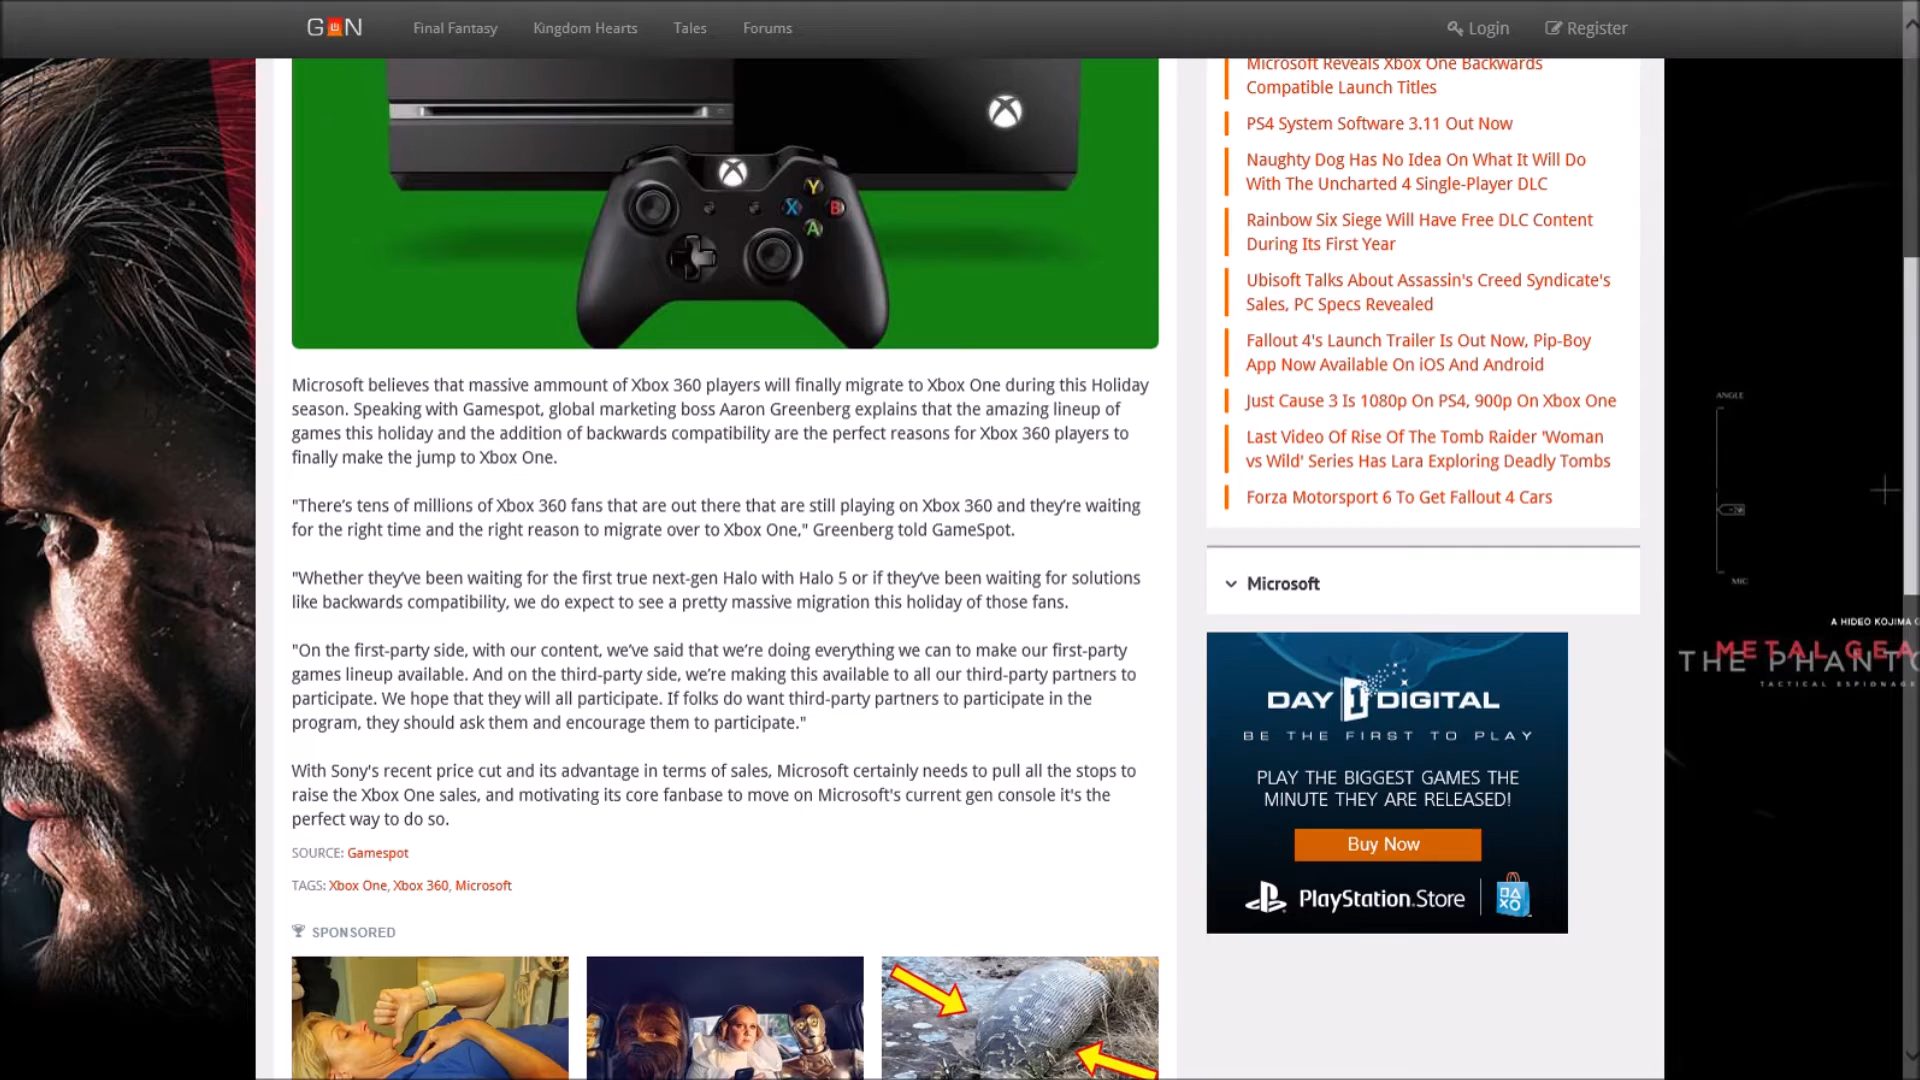 GN
Final Fantasy
Kingdom Hearts
Tales
Forums
Login
Register
Y
X
B
A
Microsoft believes that massive ammount of Xbox 360 players will finally migrate to Xbox One during this Holiday
season. Speaking with Gamespot, global marketing boss Aaron Greenberg explains that the amazing lineup of
games this holiday and the addition of backwards compatibility are the perfect reasons for Xbox 360 players to
finally make the jump to Xbox One.
"There's tens of millions of Xbox 360 fans that are out there that are still playing on Xbox 360 and they're waiting
for the right time and the right reason to migrate over to Xbox One," Greenberg told GameSpot.
"Whether they've been waiting for the first true next-gen Halo with Halo 5 or if they've been waiting for solutions
like backwards compatibility, we do expect to see a pretty massive migration this holiday of those fans.
"On the first-party side, with our content, we've said that we're doing everything we can to make our first-party
games lineup available. And on the third-party side, we're making this available to all our third-party partners to
participate. We hope that they will all participate. If folks do want third-party partners to participate in the
program, they should ask them and encourage them to participate."
With Sony's recent price cut and its advantage in terms of sales, Microsoft certainly needs to pull all the stops to
raise the Xbox One sales, and motivating its core fanbase to move on Microsoft's current gen console it's the
perfect way to do so.
SOURCE: Gamespot
TAGS: Xbox One, Xbox 360, Microsoft
SPONSORED
Microsoft Reveals Xbox One Backwards
Compatible Launch Titles
PS4 System Software 3.11 Out Now
Naughty Dog Has No Idea On What It Will Do
With The Uncharted 4 Single-Player DLC
Rainbow Six Siege Will Have Free DLC Content
During Its First Year
Ubisoft Talks About Assassin's Creed Syndicate's
Sales, PC Specs Revealed
Fallout 4's Launch Trailer Is Out Now, Pip-Boy
App Now Available On iOS And Android
Just Cause 3 Is 1080p On PS4, 900p On Xbox One
Last Video Of Rise Of The Tomb Raider 'Woman
vs Wild' Series Has Lara Exploring Deadly Tombs
Forza Motorsport 6 To Get Fallout 4 Cars
Microsoft
DAY 1 DIGITAL
BE THE FIRST TO PLAY
PLAY THE BIGGEST GAMES THE
MINUTE THEY ARE RELEASED!
Buy Now
PlayStation.Store
ANGLE
MIC
A HIDEO KOJIMA G
METAL GEA
THE PHANTO
TACTICAL ESPIONAGE